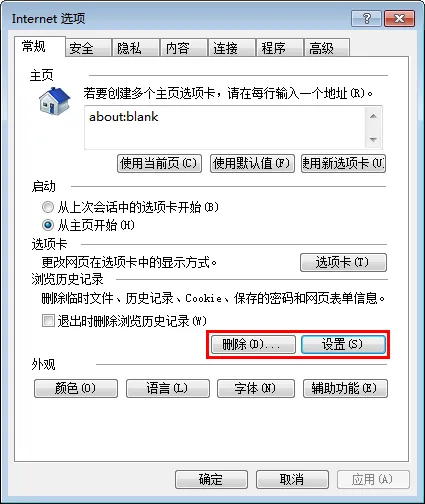 Internet 选项
常规 安全 隐私 内容 连接 程序 高级
主页
若要创建多个主页选项卡，请在每行输入一个地址(R)。
about:blank
使用当前页(C) 使用默认值(F) 使用新选项卡(U)
启动
从上次会话中的选项卡开始(B)
从主页开始(H)
选项卡
更改网页在选项卡中的显示方式。 选项卡(T)
浏览历史记录
删除临时文件、历史记录、Cookie、保存的密码和网页表单信息。
退出时删除浏览历史记录(W)
删除(D)... 设置(S)
外观
颜色(O) 语言(L) 字体(N) 辅助功能(E)
确定 取消 应用(A)